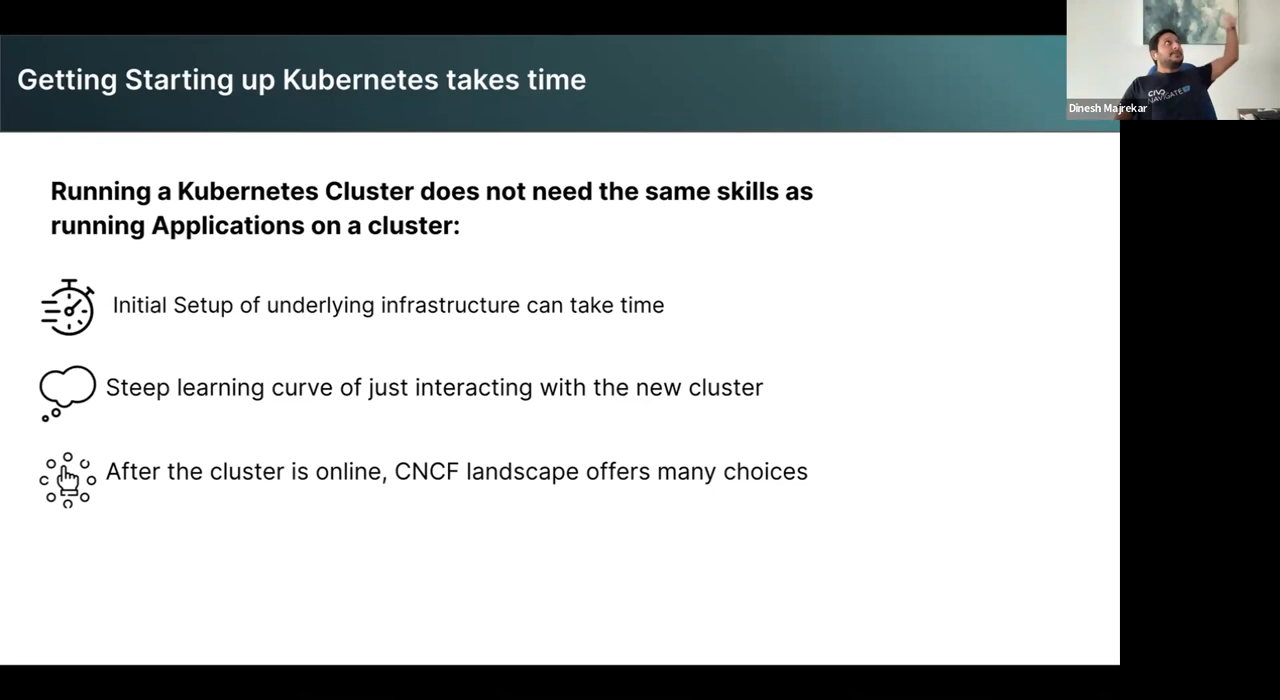 Getting Starting up Kubernetes takes time
CIVO
NAVIGATE
Dinesh Majrekar
Running a Kubernetes Cluster does not need the same skills as
running Applications on a cluster:
Initial Setup of underlying infrastructure can take time
Steep learning curve of just interacting with the new cluster
After the cluster is online, CNCF landscape offers many choices